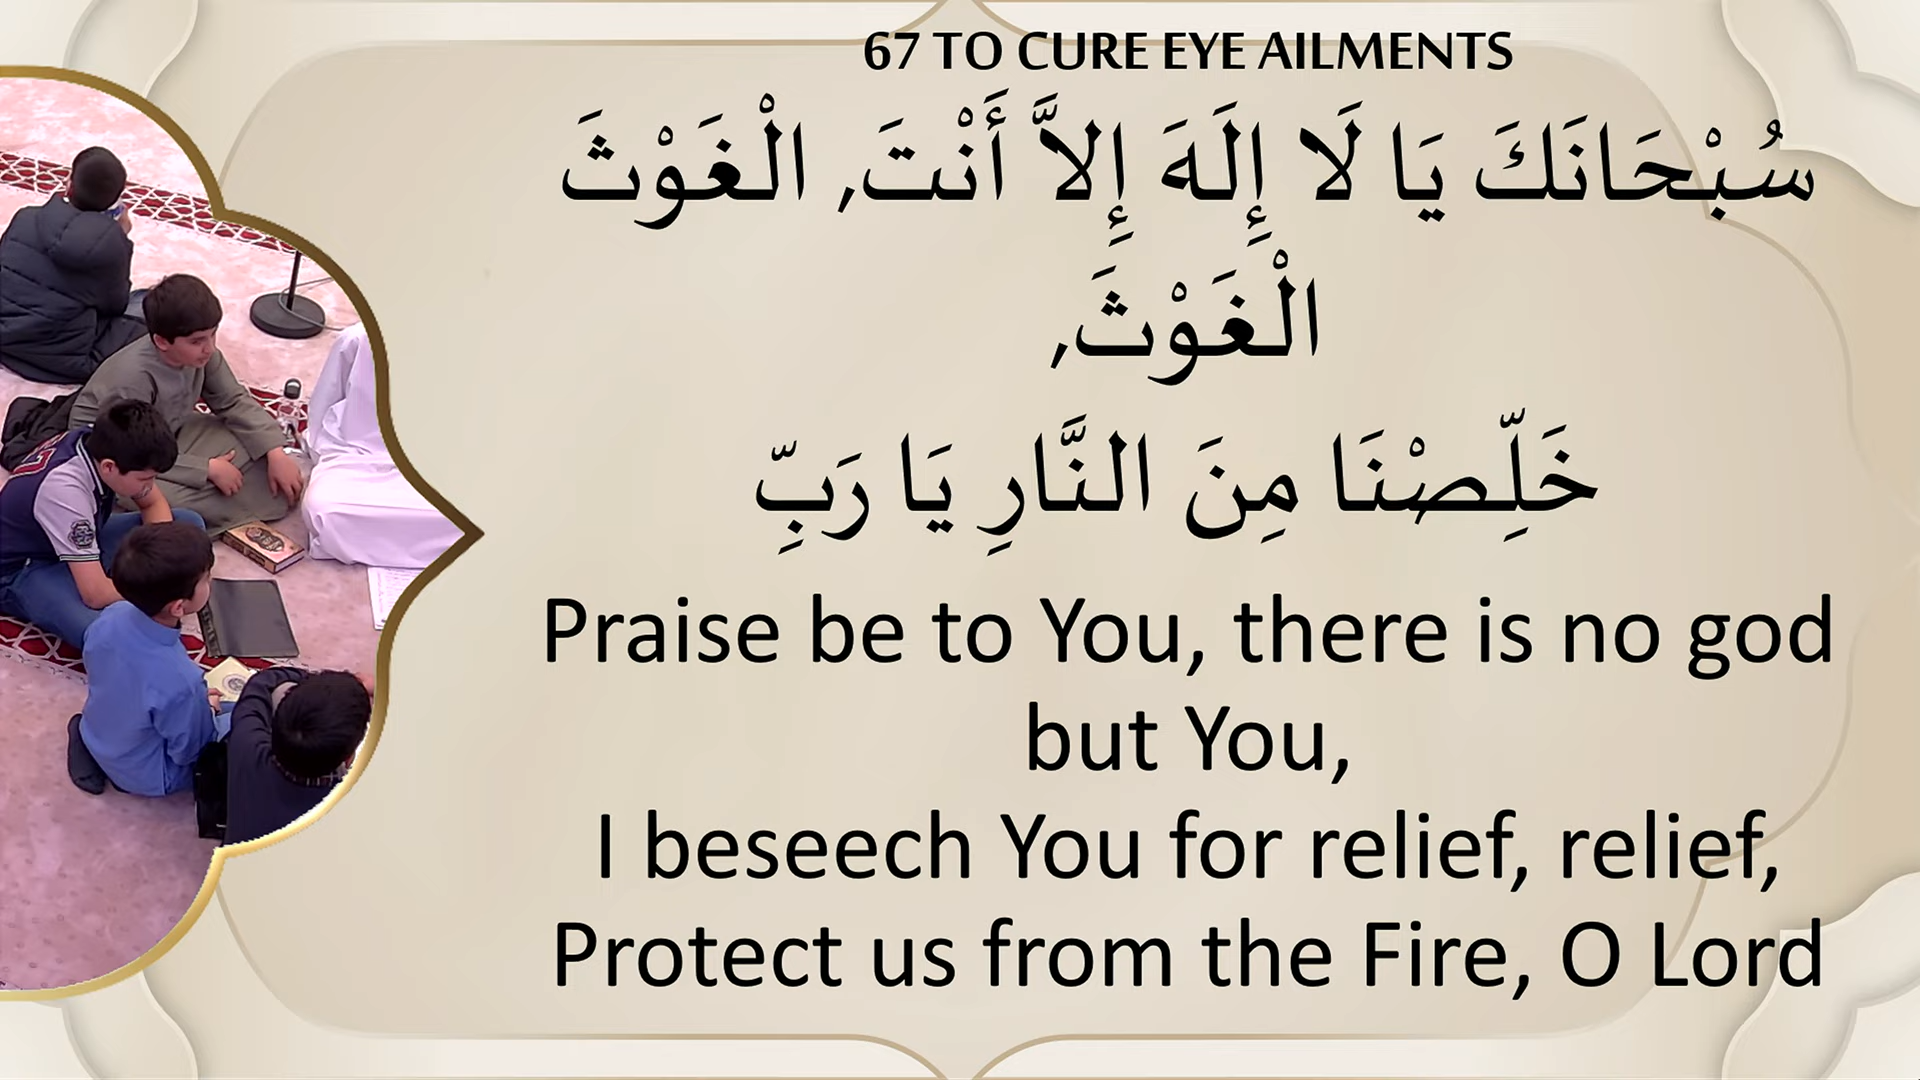 67 TO CURE EYE AILMENTS
سُبْحَانَكَ يَا لَا إِلَهَ إِلاَّ أَنْتَ, الْغَوْثَ
الْغَوْثَ,
خَلِّصْنَا مِنَ النَّارِ يَا رَبِّ
Praise be to You, there is no god
but You,
I beseech You for relief, relief,
Protect us from the Fire, O Lord